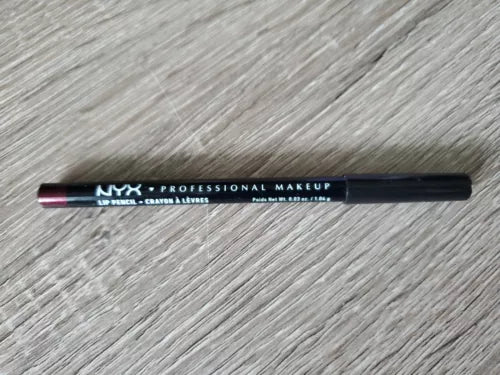 NYX PROFESSIONAL MAKEUP
LIP PENCIL - CRAYON À LÈVRES Poids Net Wt. 0.03 oz. / 1.04 g